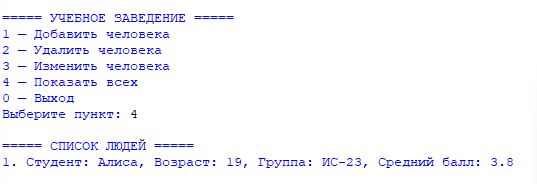 ===== УЧЕБНОЕ ЗАВЕДЕНИЕ =====
1 — Добавить человека
2 — Удалить человека
3 — Изменить человека
4 — Показать всех
0 — Выход
Выберите пункт: 4
===== СПИСОК ЛЮДЕЙ =====
1. Студент: Алиса, Возраст: 19, Группа: ИС-23, Средний балл: 3.8